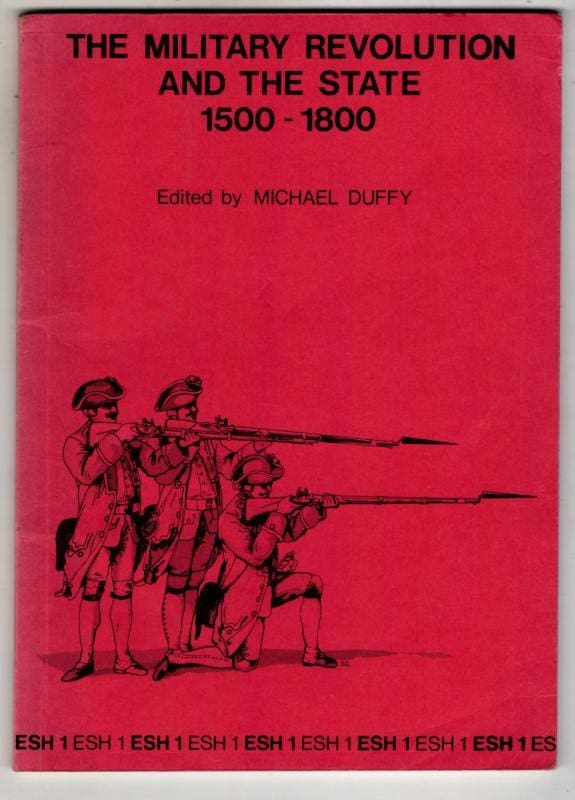 THE MILITARY REVOLUTION
AND THE STATE
1500 - 1800
Edited by MICHAEL DUFFY
ESH 1 ESH 1 ESH 1 ESH 1 ESH 1 ESH 1 ESH 1 ESH 1 ESH 1 ES